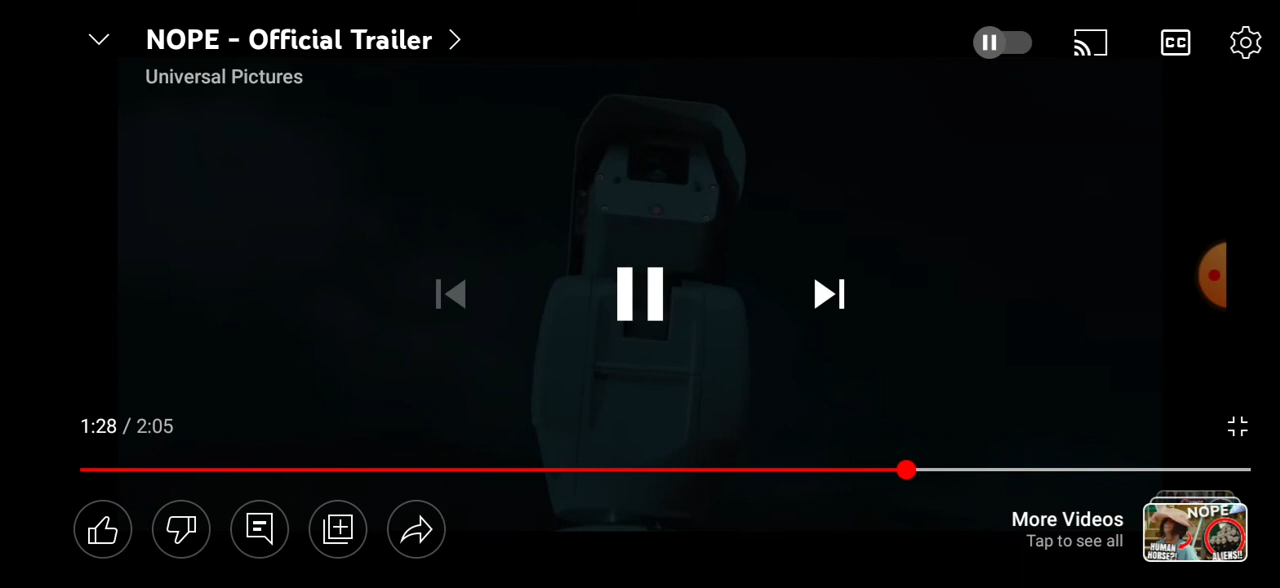 NOPE - Official Trailer
Universal Pictures
CC
1:28 / 2:05
More Videos
Tap to see all
NOPE
HUMAN
HORSE?!
ALIENS!!